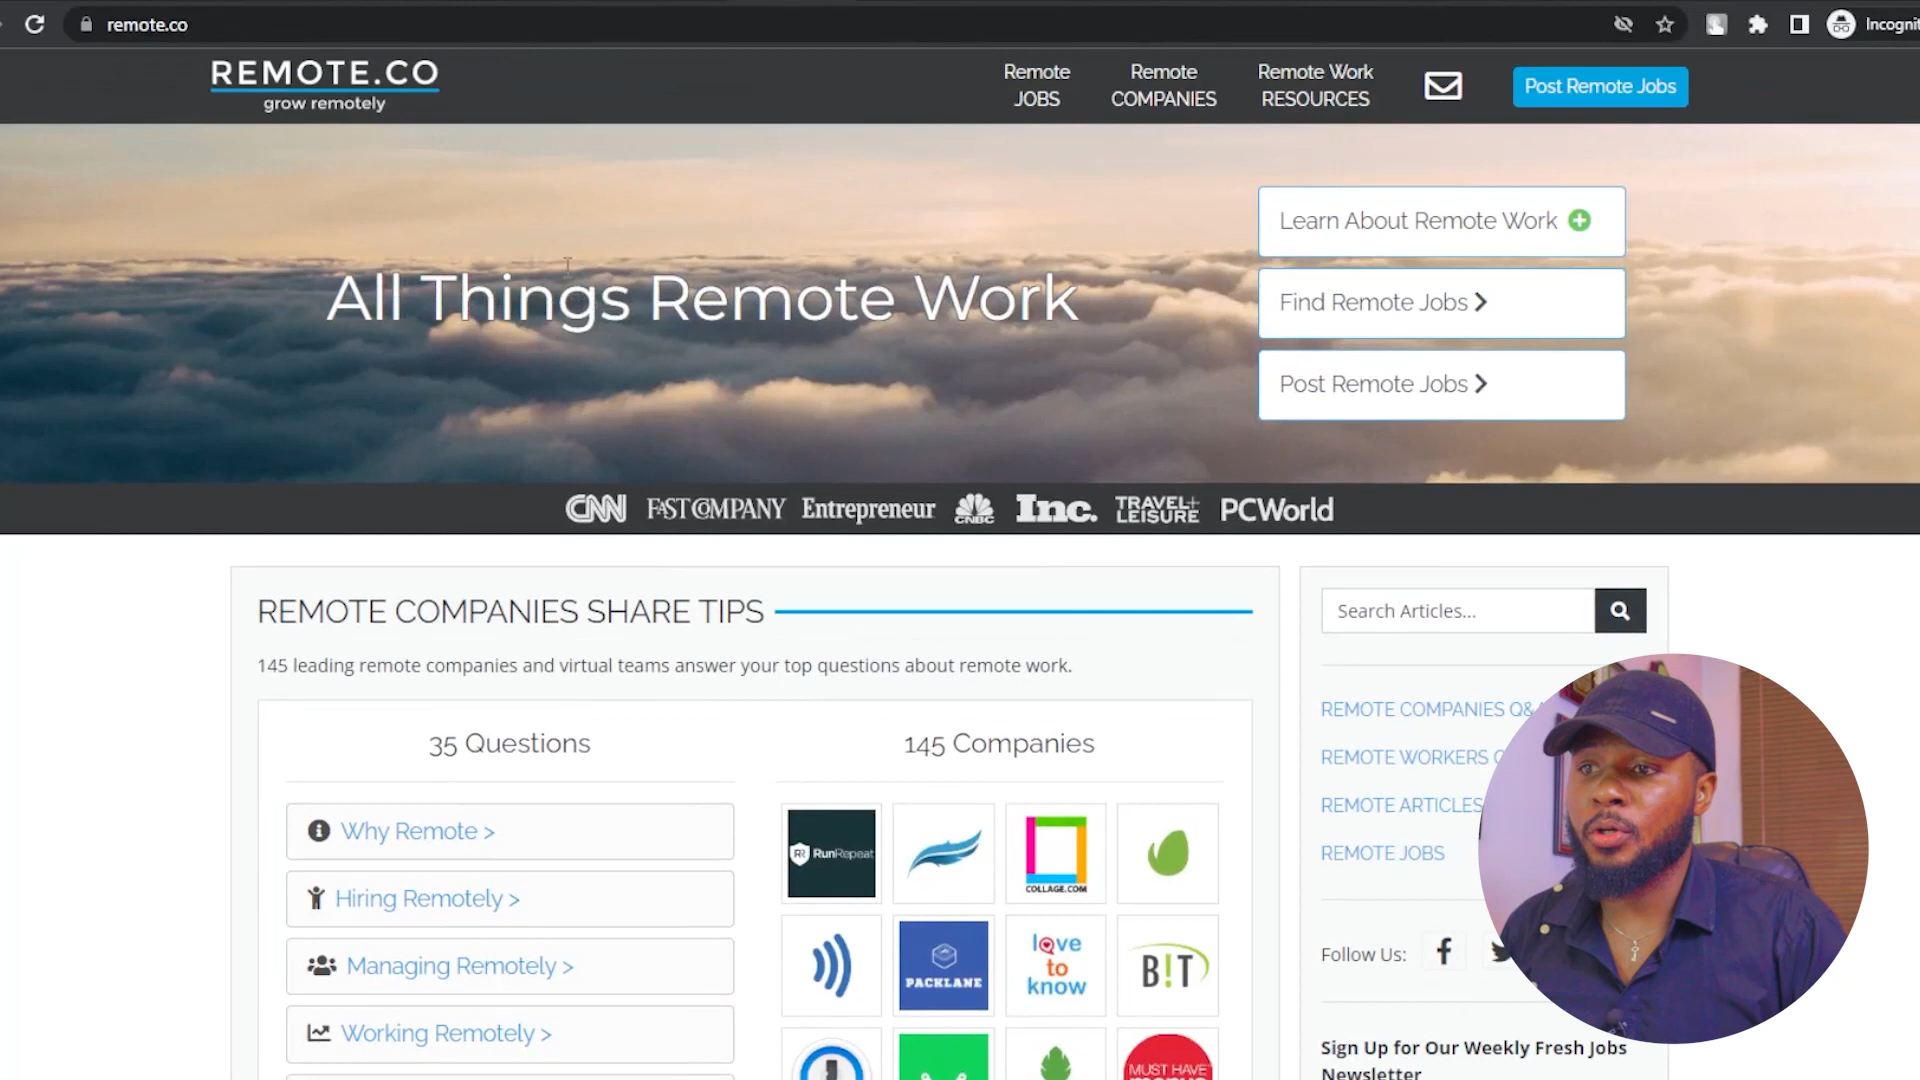 remote.co
Incognit
REMOTE.CO
grow remotely
Remote
JOBS
Remote
COMPANIES
Remote Work
RESOURCES
Post Remote Jobs
All Things Remote Work
Learn About Remote Work
Find Remote Jobs
Post Remote Jobs
CNN FAST COMPANY Entrepreneur CNBC Inc. TRAVEL+ LEISURE PCWorld
REMOTE COMPANIES SHARE TIPS
145 leading remote companies and virtual teams answer your top questions about remote work.
35 Questions
Why Remote >
Hiring Remotely >
Managing Remotely >
Working Remotely >
145 Companies
RR RunRepeat
COLLAGE.COM
PACKLANE
love
to
know
B!T
MUST HAVE
Search Articles...
REMOTE COMPANIES Q&
REMOTE WORKERS
REMOTE ARTICLES
REMOTE JOBS
Follow Us:
Sign Up for Our Weekly Fresh Jobs
Newsletter